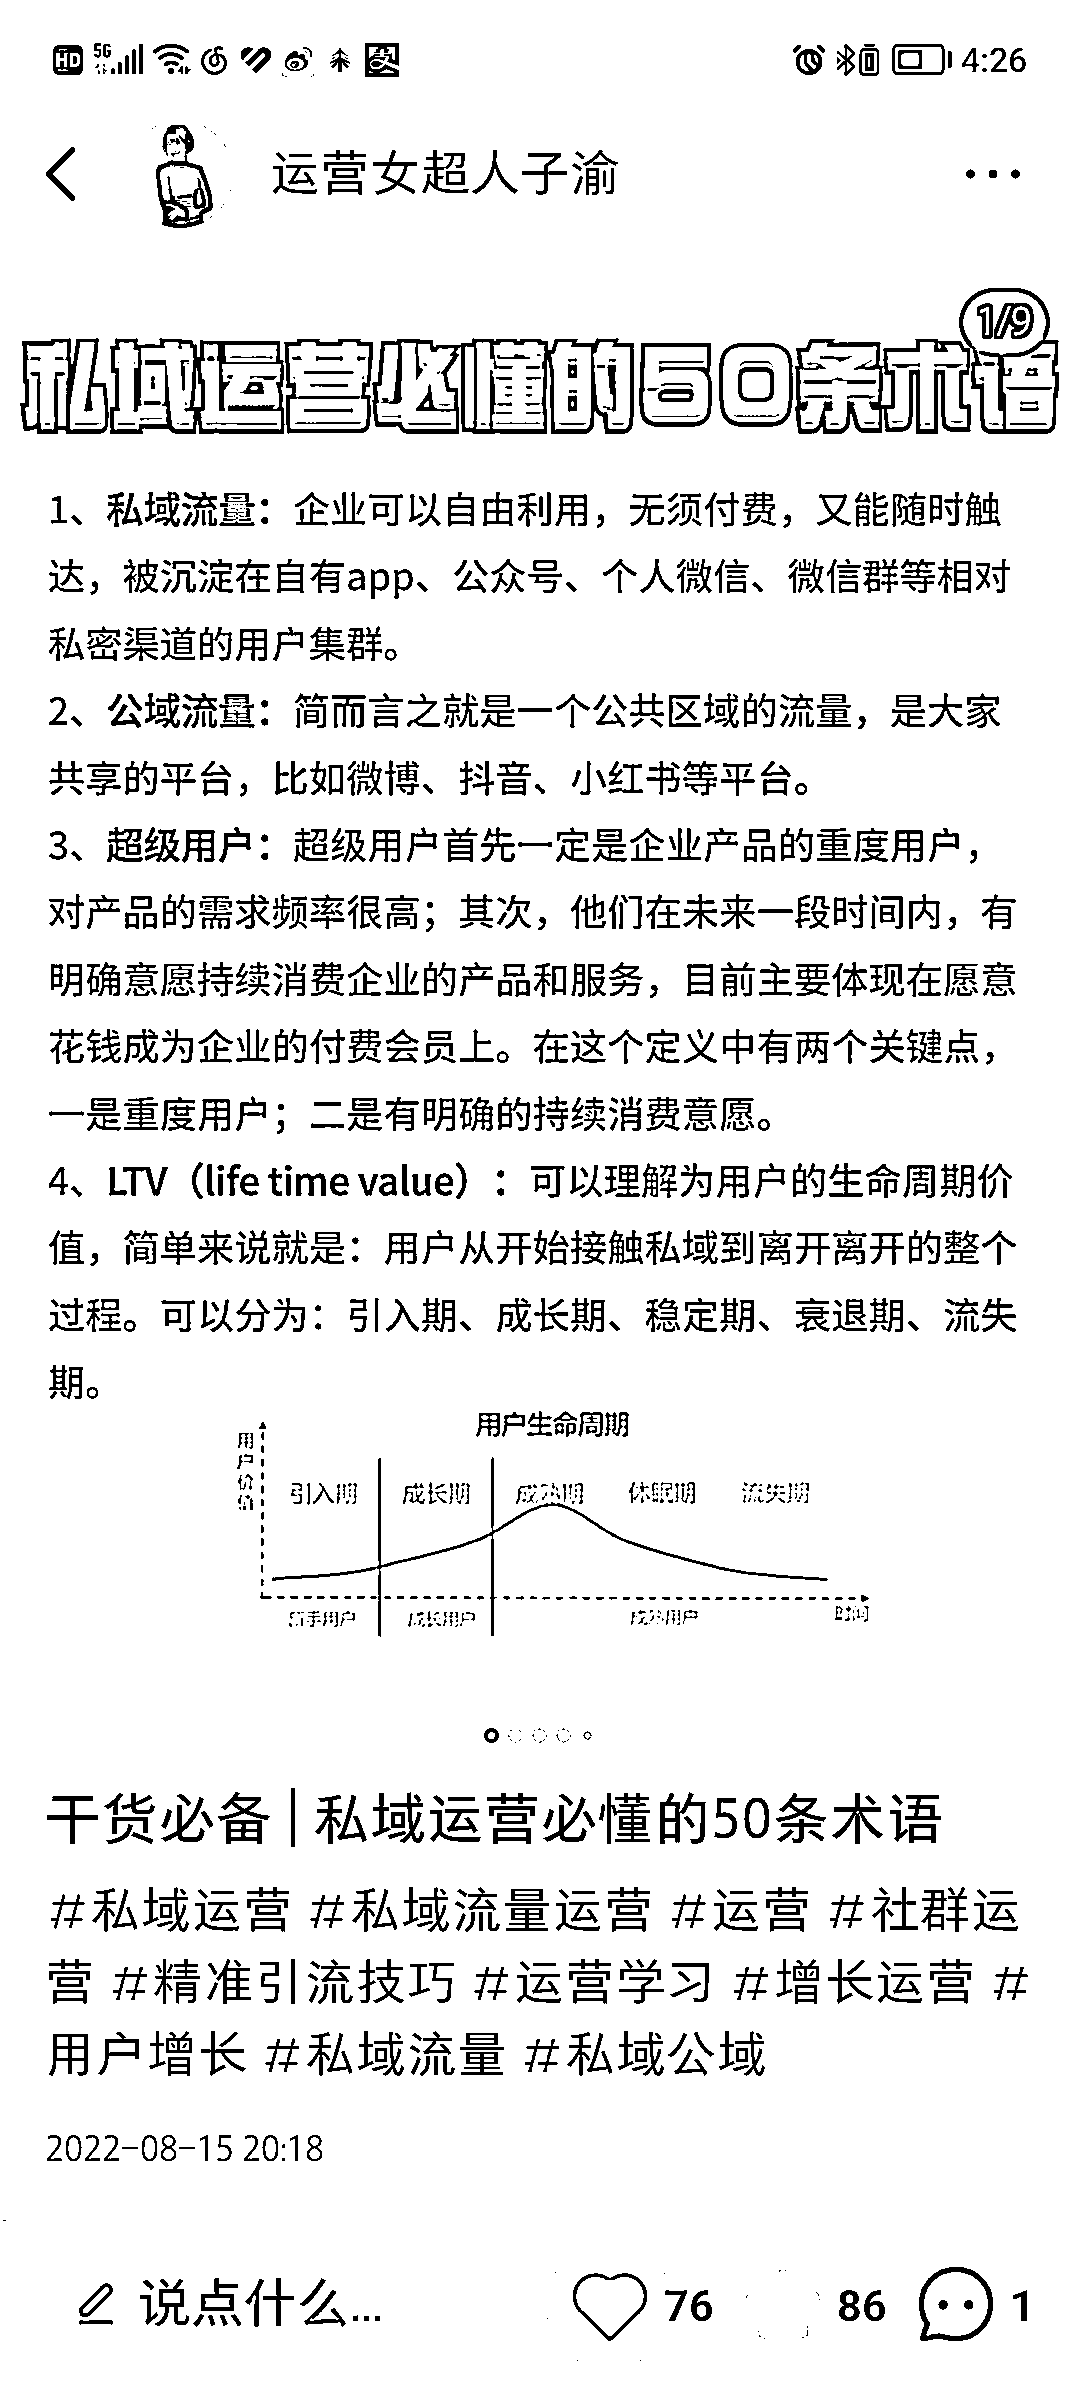 HD 5G 4:26
运营女超人子渝
1/9
私域运营必懂的50条术语
1、私域流量：企业可以自由利用，无须付费，又能随时触
达，被沉淀在自有app、公众号、个人微信、微信群等相对
私密渠道的用户集群。
2、公域流量：简而言之就是一个公共区域的流量，是大家
共享的平台，比如微博、抖音、小红书等平台。
3、超级用户：超级用户首先一定是企业产品的重度用户，
对产品的需求频率很高；其次，他们在未来一段时间内，有
明确意愿持续消费企业的产品和服务，目前主要体现在愿意
花钱成为企业的付费会员上。在这个定义中有两个关键点，
一是重度用户；二是有明确的持续消费意愿。
4、LTV（life time value）：可以理解为用户的生命周期价
值，简单来说就是：用户从开始接触私域到离开离开的整个
过程。可以分为：引入期、成长期、稳定期、衰退期、流失
期。
用户生命周期
用户价值
引入期 成长期 成熟期 休眠期 流失期
新手用户 成长用户 成熟用户 时间
干货必备 | 私域运营必懂的50条术语
#私域运营 #私域流量运营 #运营 #社群运
营 #精准引流技巧 #运营学习 #增长运营 #
用户增长 #私域流量 #私域公域
2022-08-15 20:18
说点什么... 76 86 1